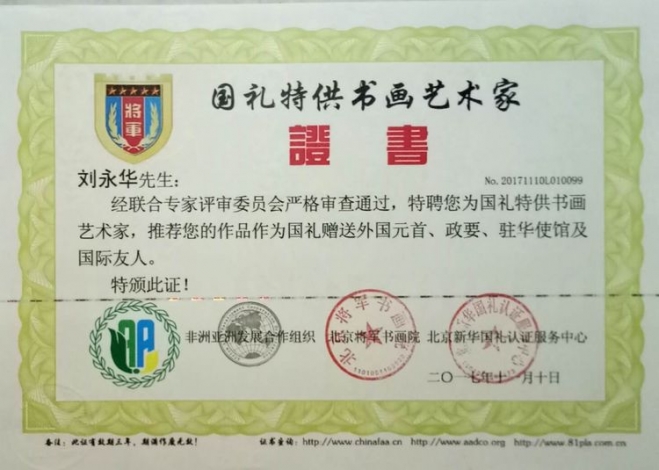 将軍
国礼特供书画艺术家
證書
刘永华先生：
No. 20171110L010099
经联合专家评审委员会严格审查通过，特聘您为国礼特供书画
艺术家，推荐您的作品作为国礼赠送外国元首、政要、驻华使馆及
国际友人。
特颁此证！
非洲亚洲发展合作组织 北京将军书画院 北京新华国礼认证服务中心
二〇一七年十一月十日
备注：此证有效期三年，期满作废无效！ 证书查询：http://www.chinafaa.cn http://www.aadco.org http://www.81pla.com.cn